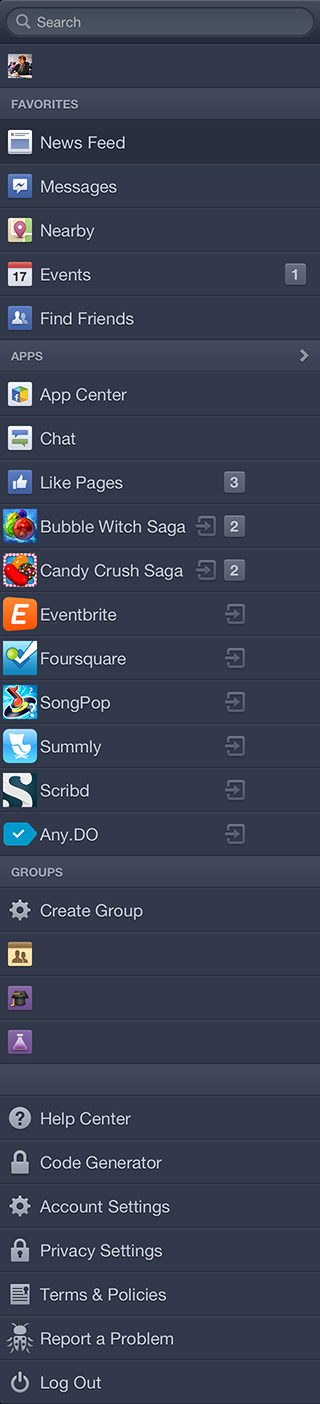 Search
FAVORITES
News Feed
Messages
Nearby
17 Events 1
Find Friends
APPS
App Center
Chat
Like Pages 3
Bubble Witch Saga 2
Candy Crush Saga 2
E Eventbrite
Foursquare
SongPop
Summly
S Scribd
Any.DO
GROUPS
Create Group
? Help Center
Code Generator
Account Settings
Privacy Settings
Terms & Policies
Report a Problem
Log Out